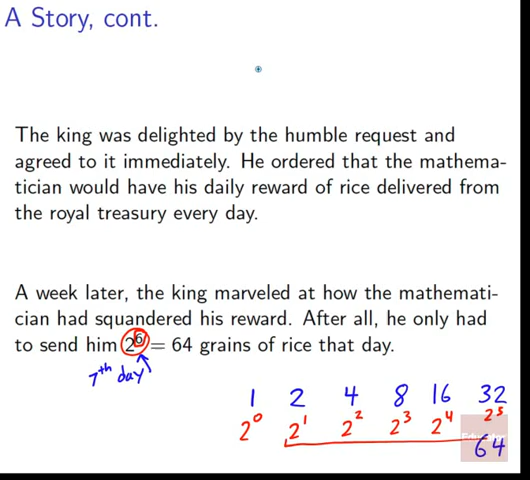 A Story, cont.
The king was delighted by the humble request and
agreed to it immediately. He ordered that the mathema-
tician would have his daily reward of rice delivered from
the royal treasury every day.
A week later, the king marveled at how the mathemati-
cian had squandered his reward. After all, he only had
to send him 2⁶ = 64 grains of rice that day.
7th day
1 2 4 8 16 32
2⁰ 2¹ 2² 2³ 2⁴ 2⁵
64